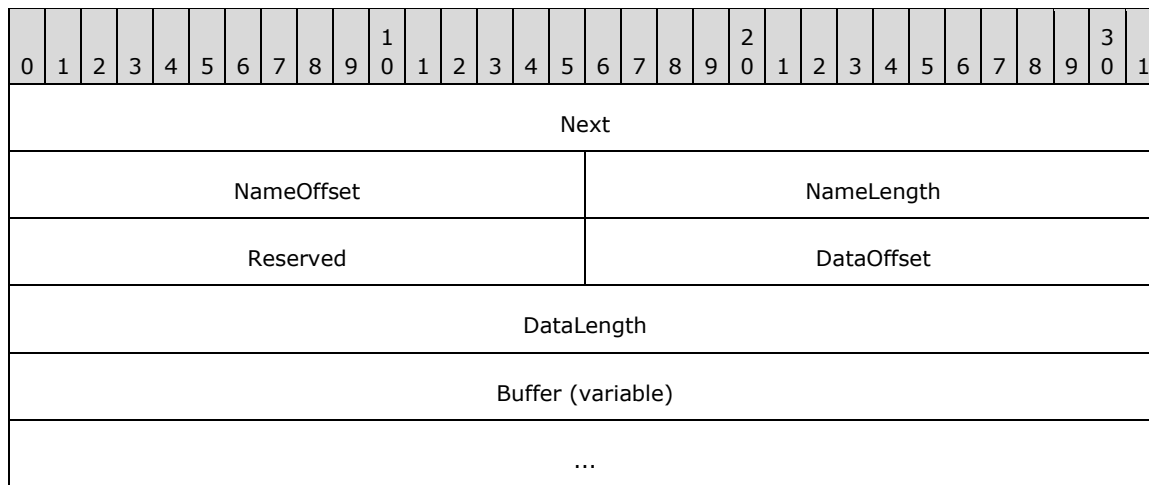 1 2 3
0 1 2 3 4 5 6 7 8 9 0 1 2 3 4 5 6 7 8 9 0 1 2 3 4 5 6 7 8 9 0 1
Next
NameOffset NameLength
Reserved DataOffset
DataLength
Buffer (variable)
...